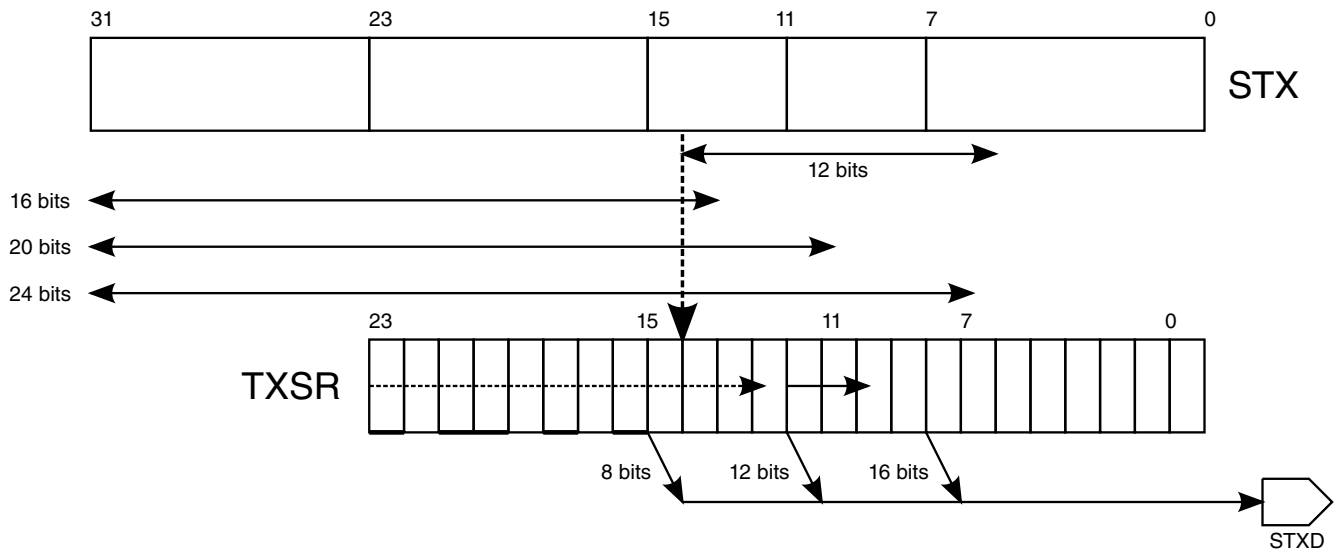 31 23 15 11 7 0
STX
12 bits
16 bits
20 bits
24 bits
23 15 11 7 0
TXSR
8 bits 12 bits 16 bits
STXD